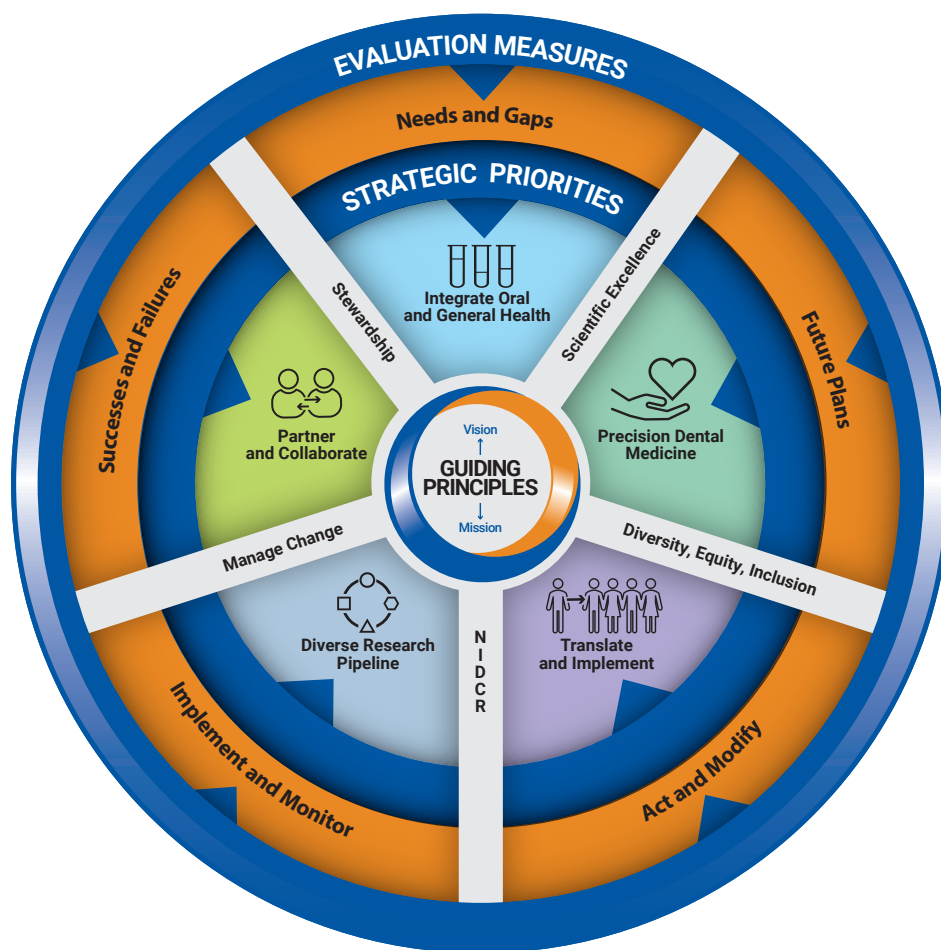 EVALUATION MEASURES
Needs and Gaps
STRATEGIC PRIORITIES
Integrate Oral
and General Health
Stewardship
Scientific Excellence
Successes and Failures
Future Plans
Partner
and Collaborate
Precision Dental
Medicine
Vision
GUIDING
PRINCIPLES
Mission
Manage Change
Diversity, Equity, Inclusion
Diverse Research
Pipeline
NIDCR
Translate
and Implement
Implement and Monitor
Act and Modify